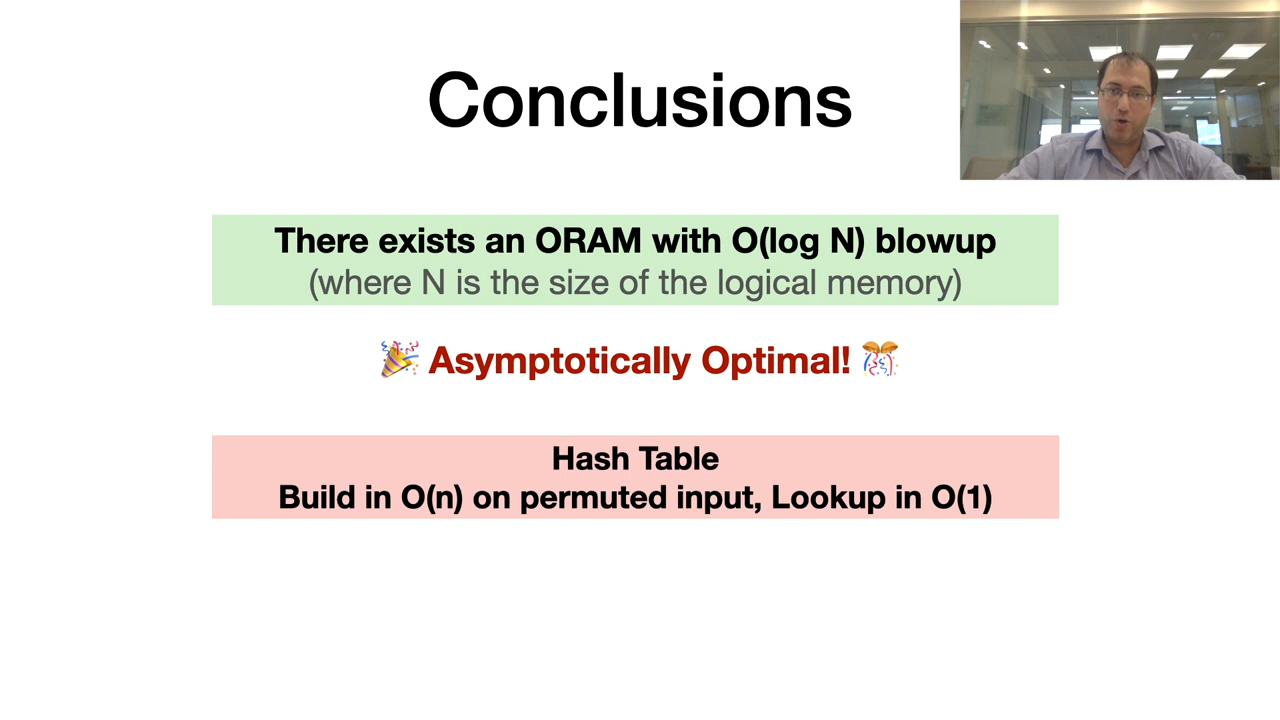 Conclusions
There exists an ORAM with O(log N) blowup
(where N is the size of the logical memory)
🎉 Asymptotically Optimal! 🎊
Hash Table
Build in O(n) on permuted input, Lookup in O(1)